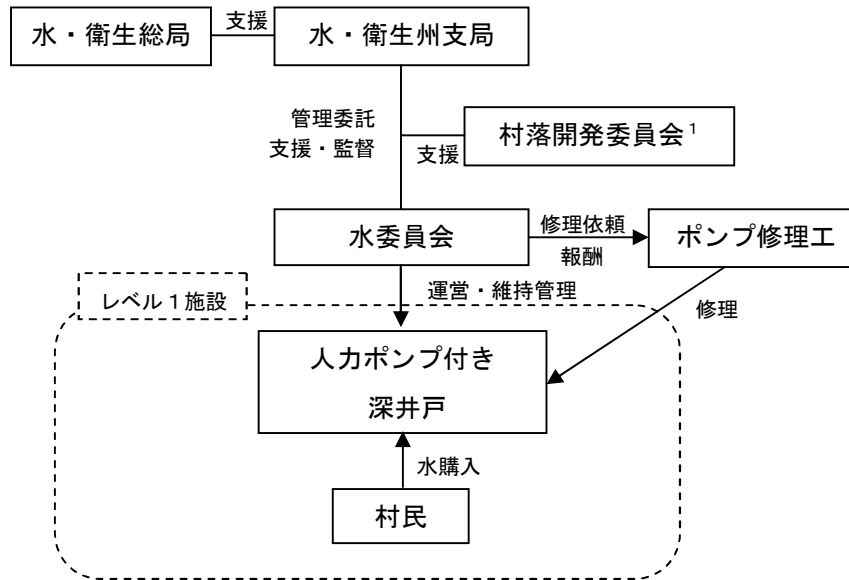 水・衛生総局
支援
水・衛生州支局
管理委託
支援・監督
支援
村落開発委員会¹
水委員会
修理依頼
報酬
ポンプ修理工
レベル１施設
運営・維持管理
修理
人力ポンプ付き
深井戸
水購入
村民